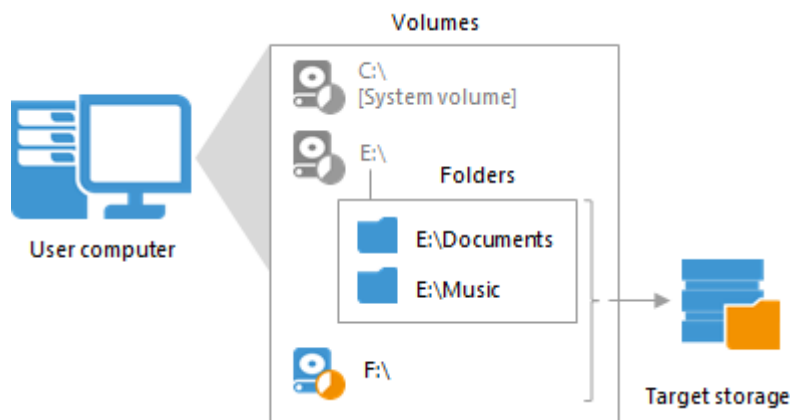 Volumes
C:\
[System volume]
E:\
Folders
E:\Documents
E:\Music
F:\
User computer
Target storage